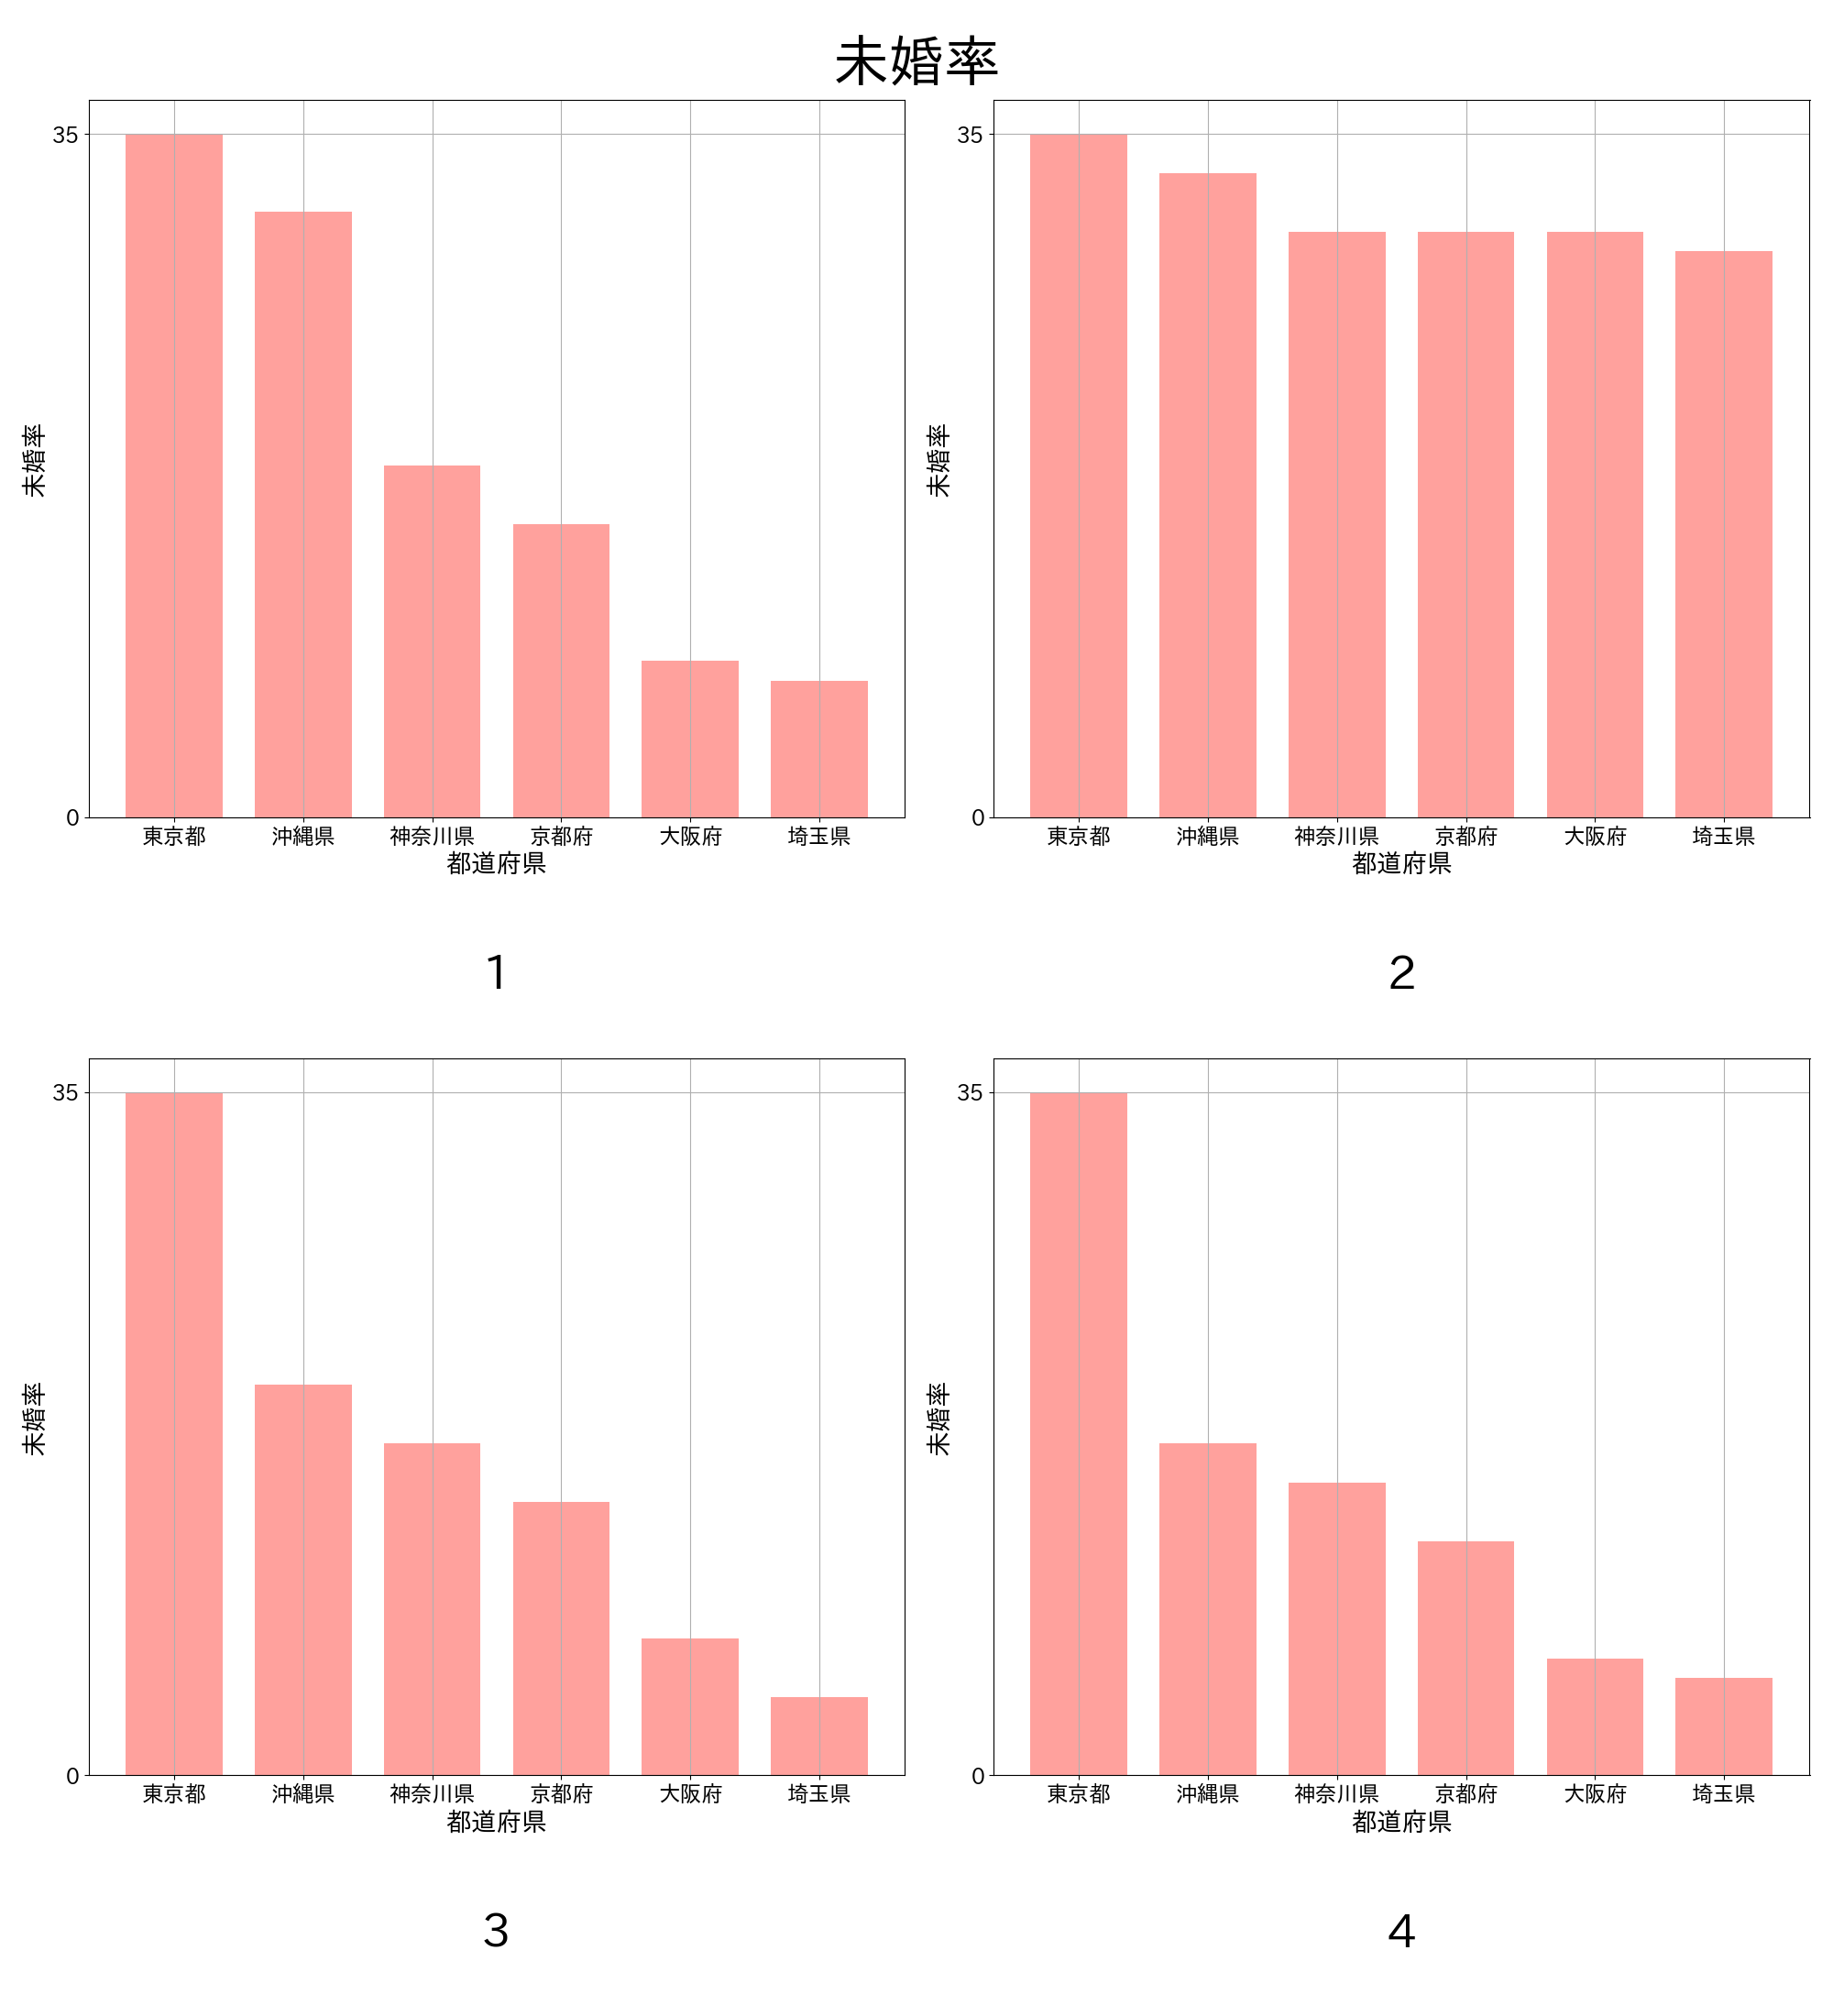 未婚率
35
0
未婚率
東京都 沖縄県 神奈川県 京都府 大阪府 埼玉県
都道府県
1
35
0
未婚率
東京都 沖縄県 神奈川県 京都府 大阪府 埼玉県
都道府県
2
35
0
未婚率
東京都 沖縄県 神奈川県 京都府 大阪府 埼玉県
都道府県
3
35
0
未婚率
東京都 沖縄県 神奈川県 京都府 大阪府 埼玉県
都道府県
4